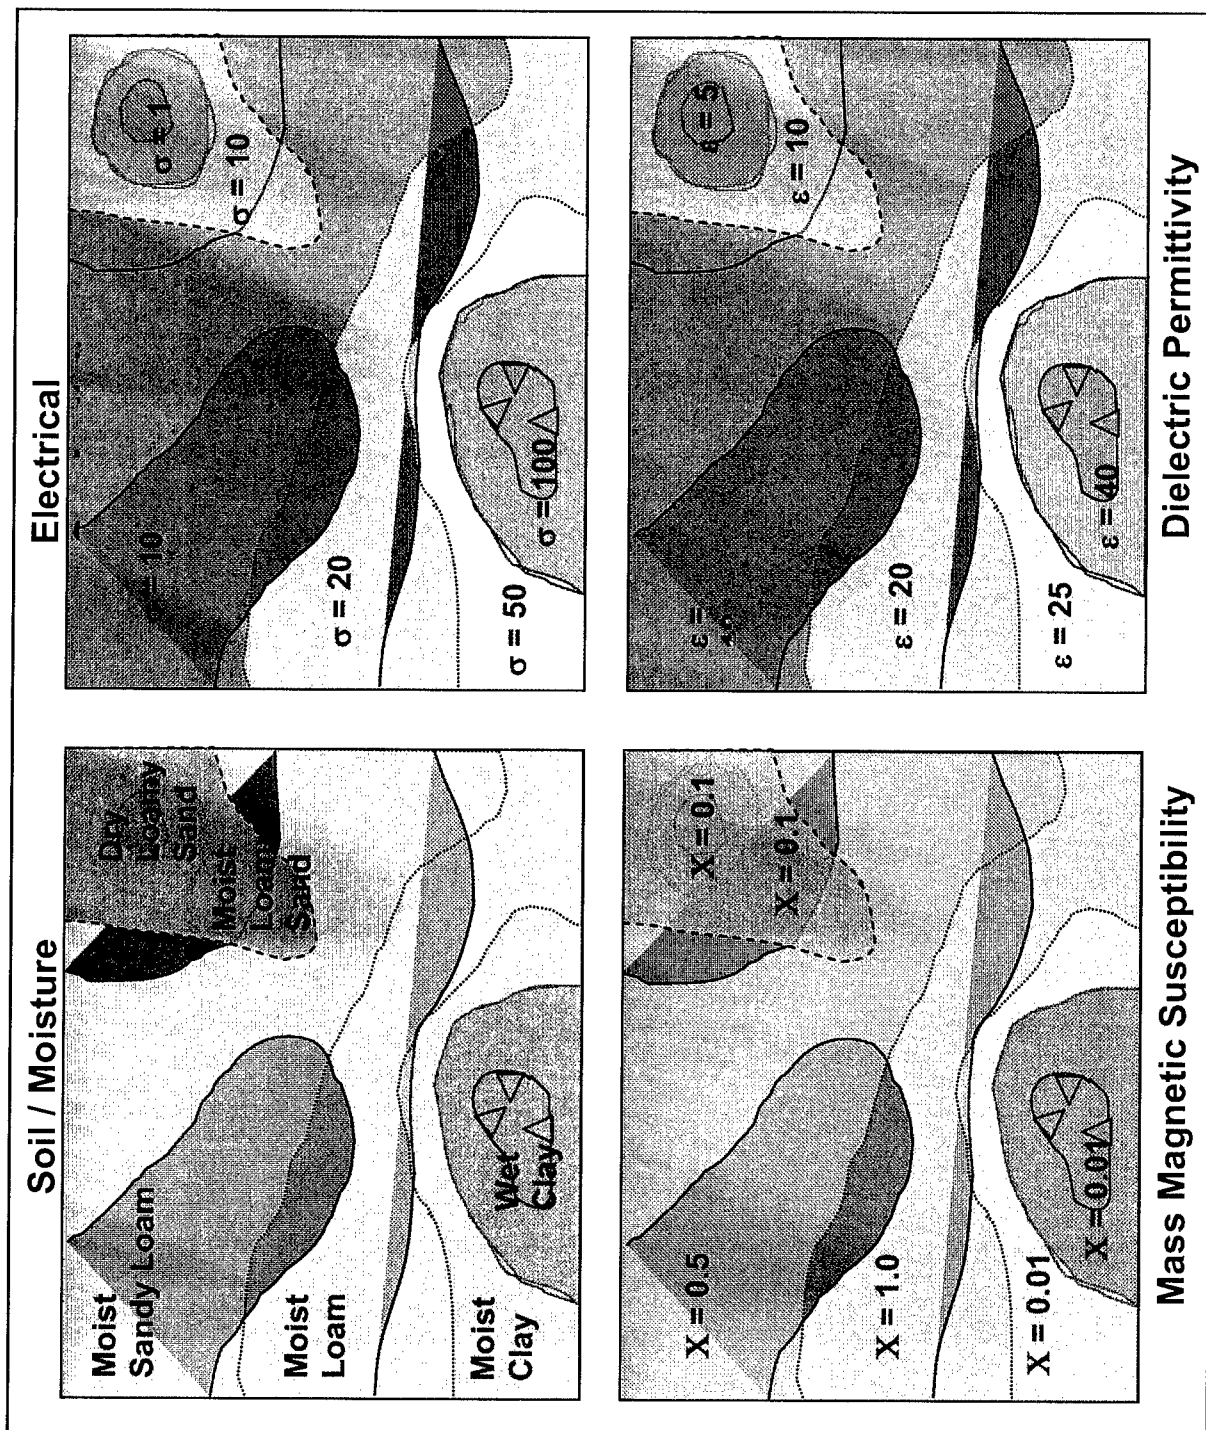 Soil / Moisture
Moist
Sandy Loam
Dry
Loamy
Sand
Moist
Loam
Sand
Moist
Loam
Wet
Clay
Moist
Clay
Electrical
= 10
σ = 1
σ = 10
σ = 20
σ = 100
σ = 50
X = 0.5
X = 0.1
X = 0.1
X = 1.0
X = 0.01
X = 0.01
Mass Magnetic Susceptibility
ε =
ε = 5
ε = 10
ε = 20
ε = 40
ε = 25
Dielectric Permittivity